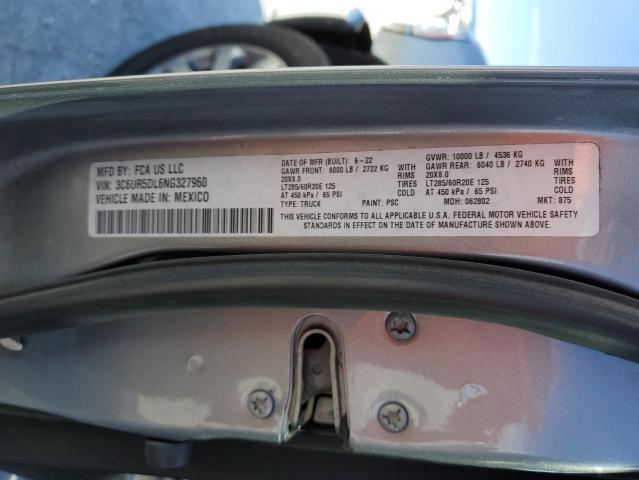 MFD BY: FCA US LLC
VIN: 3C6UR5DL6NG327960
VEHICLE MADE IN: MEXICO
DATE OF MFR (BUILT): 6-22 GVWR: 10000 LB / 4536 KG
GAWR FRONT: 6000 LB / 2722 KG WITH GAWR REAR: 6040 LB / 2740 KG WITH
20X8.0 RIMS 20X8.0 RIMS
LT285/60R20E 125 TIRES LT285/60R20E 125 TIRES
AT 450 kPa / 65 PSI COLD AT 450 kPa / 65 PSI COLD
TYPE: TRUCK PAINT: PSC MDH: 062802 MKT: 875
THIS VEHICLE CONFORMS TO ALL APPLICABLE U.S.A. FEDERAL MOTOR VEHICLE SAFETY
STANDARDS IN EFFECT ON THE DATE OF MANUFACTURE SHOWN ABOVE.